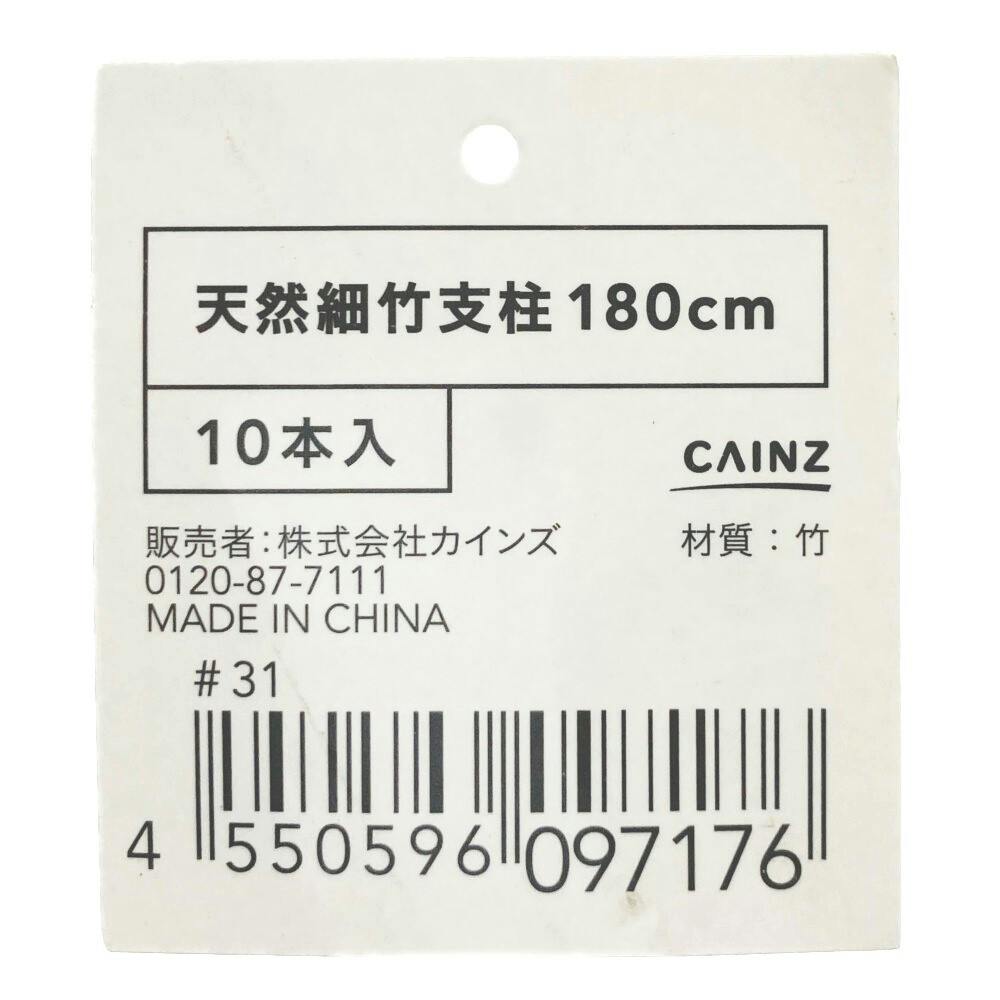 天然細竹支柱180cm
10本入
CAINZ
販売者:株式会社カインズ
材質:竹
0120-87-7111
MADE IN CHINA
#31
4 550596 097176